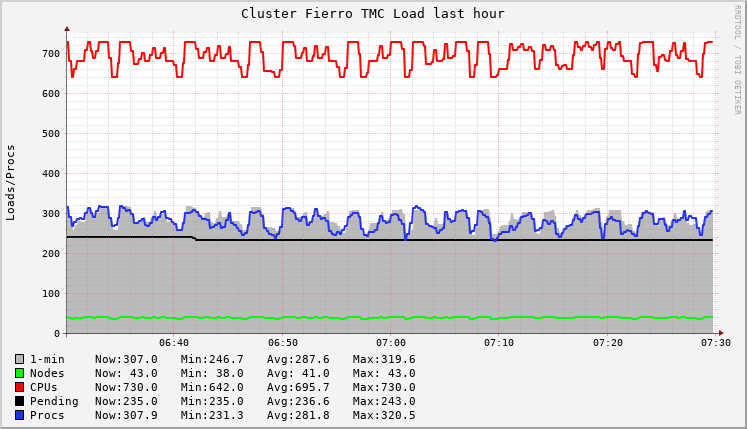 Cluster Fierro TMC Load last hour
RRDTOOL / TOBI OETIKER
Loads/Procs
700
600
500
400
300
200
100
0
06:40 06:50 07:00 07:10 07:20 07:30
1-min Now:307.0 Min:246.7 Avg:287.6 Max:319.6
Nodes Now: 43.0 Min: 38.0 Avg: 41.0 Max: 43.0
CPUs Now:730.0 Min:642.0 Avg:695.7 Max:730.0
Pending Now:235.0 Min:235.0 Avg:236.6 Max:243.0
Procs Now:307.9 Min:231.3 Avg:281.8 Max:320.5